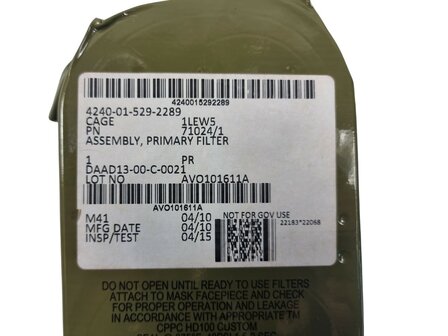 4240015292289
4240-01-529-2289
CAGE 1LEW5
PN 71024/1
ASSEMBLY, PRIMARY FILTER
1 PR
DAAD13-00-C-0021
LOT NO AVO101611A
AVO101611A
M41 04/10
MFG DATE 04/10
INSP/TEST 04/15
NOT FOR GOV USE
22183*22068
DO NOT OPEN UNTIL READY TO USE FILTERS
ATTACH TO MASK FACEPIECE AND CHECK
FOR PROPER OPERATION AND LEAKAGE
IN ACCORDANCE WITH APPROPRIATE TM
CPPC HD100 CUSTOM